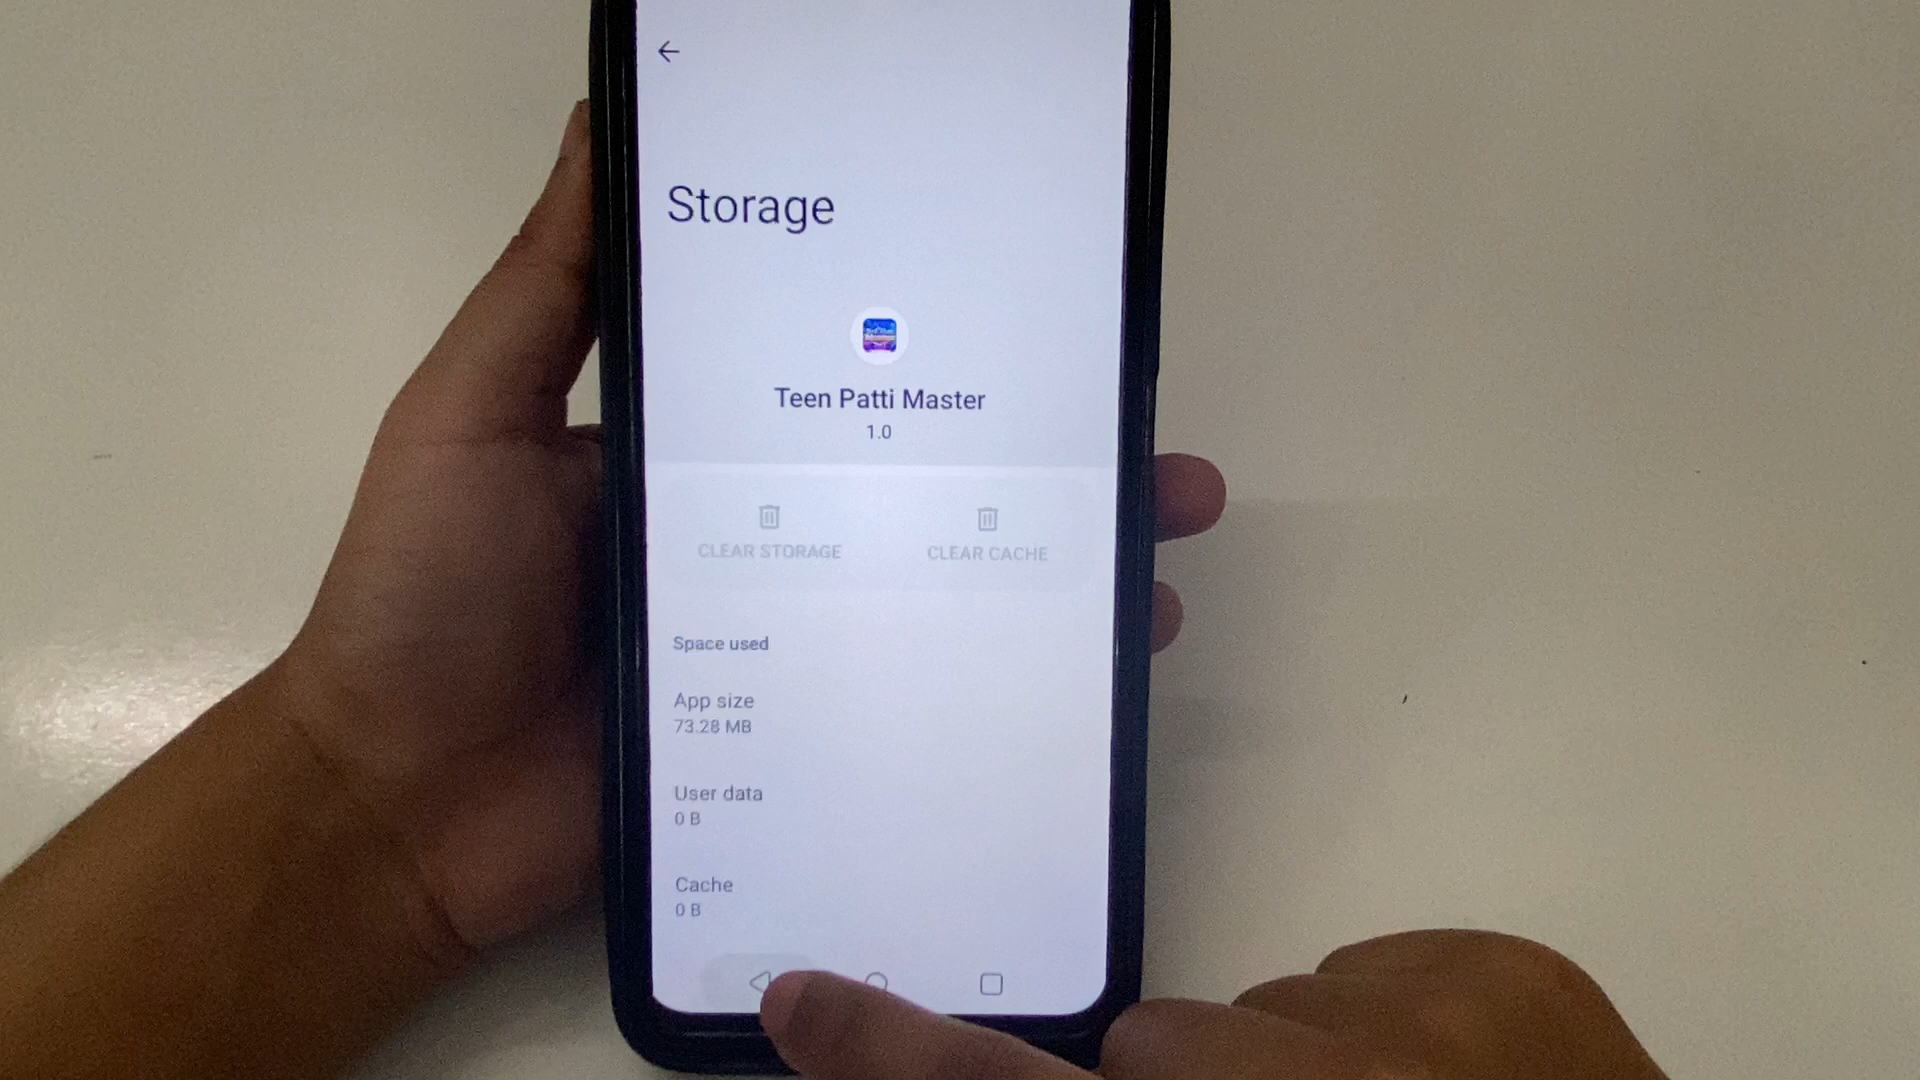 Storage
Teen Patti Master
1.0
CLEAR STORAGE
CLEAR CACHE
Space used
App size
73.28 MB
User data
0 B
Cache
0 B